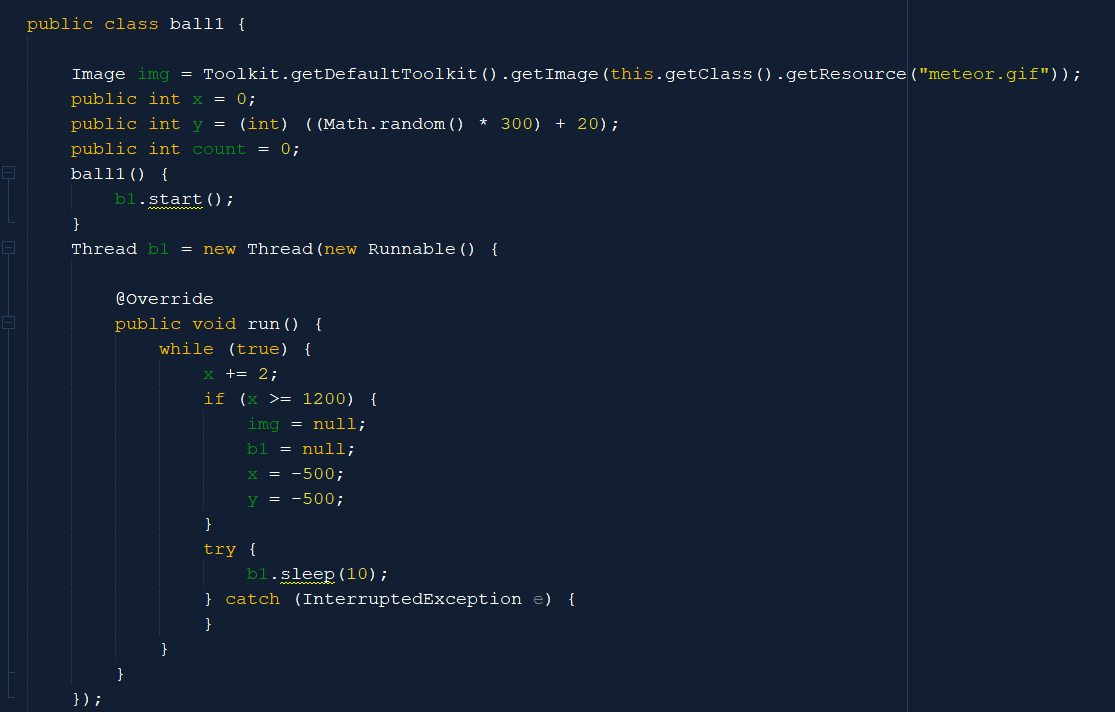 public class ball1 {
Image img = Toolkit.getDefaultToolkit().getImage(this.getClass().getResource("meteor.gif"));
public int x = 0;
public int y = (int) ((Math.random() * 300) + 20);
public int count = 0;
ball1() {
b1.start();
}
Thread b1 = new Thread(new Runnable() {
@Override
public void run() {
while (true) {
x += 2;
if (x >= 1200) {
img = null;
b1 = null;
x = -500;
y = -500;
}
try {
b1.sleep(10);
} catch (InterruptedException e) {
}
}
}
});